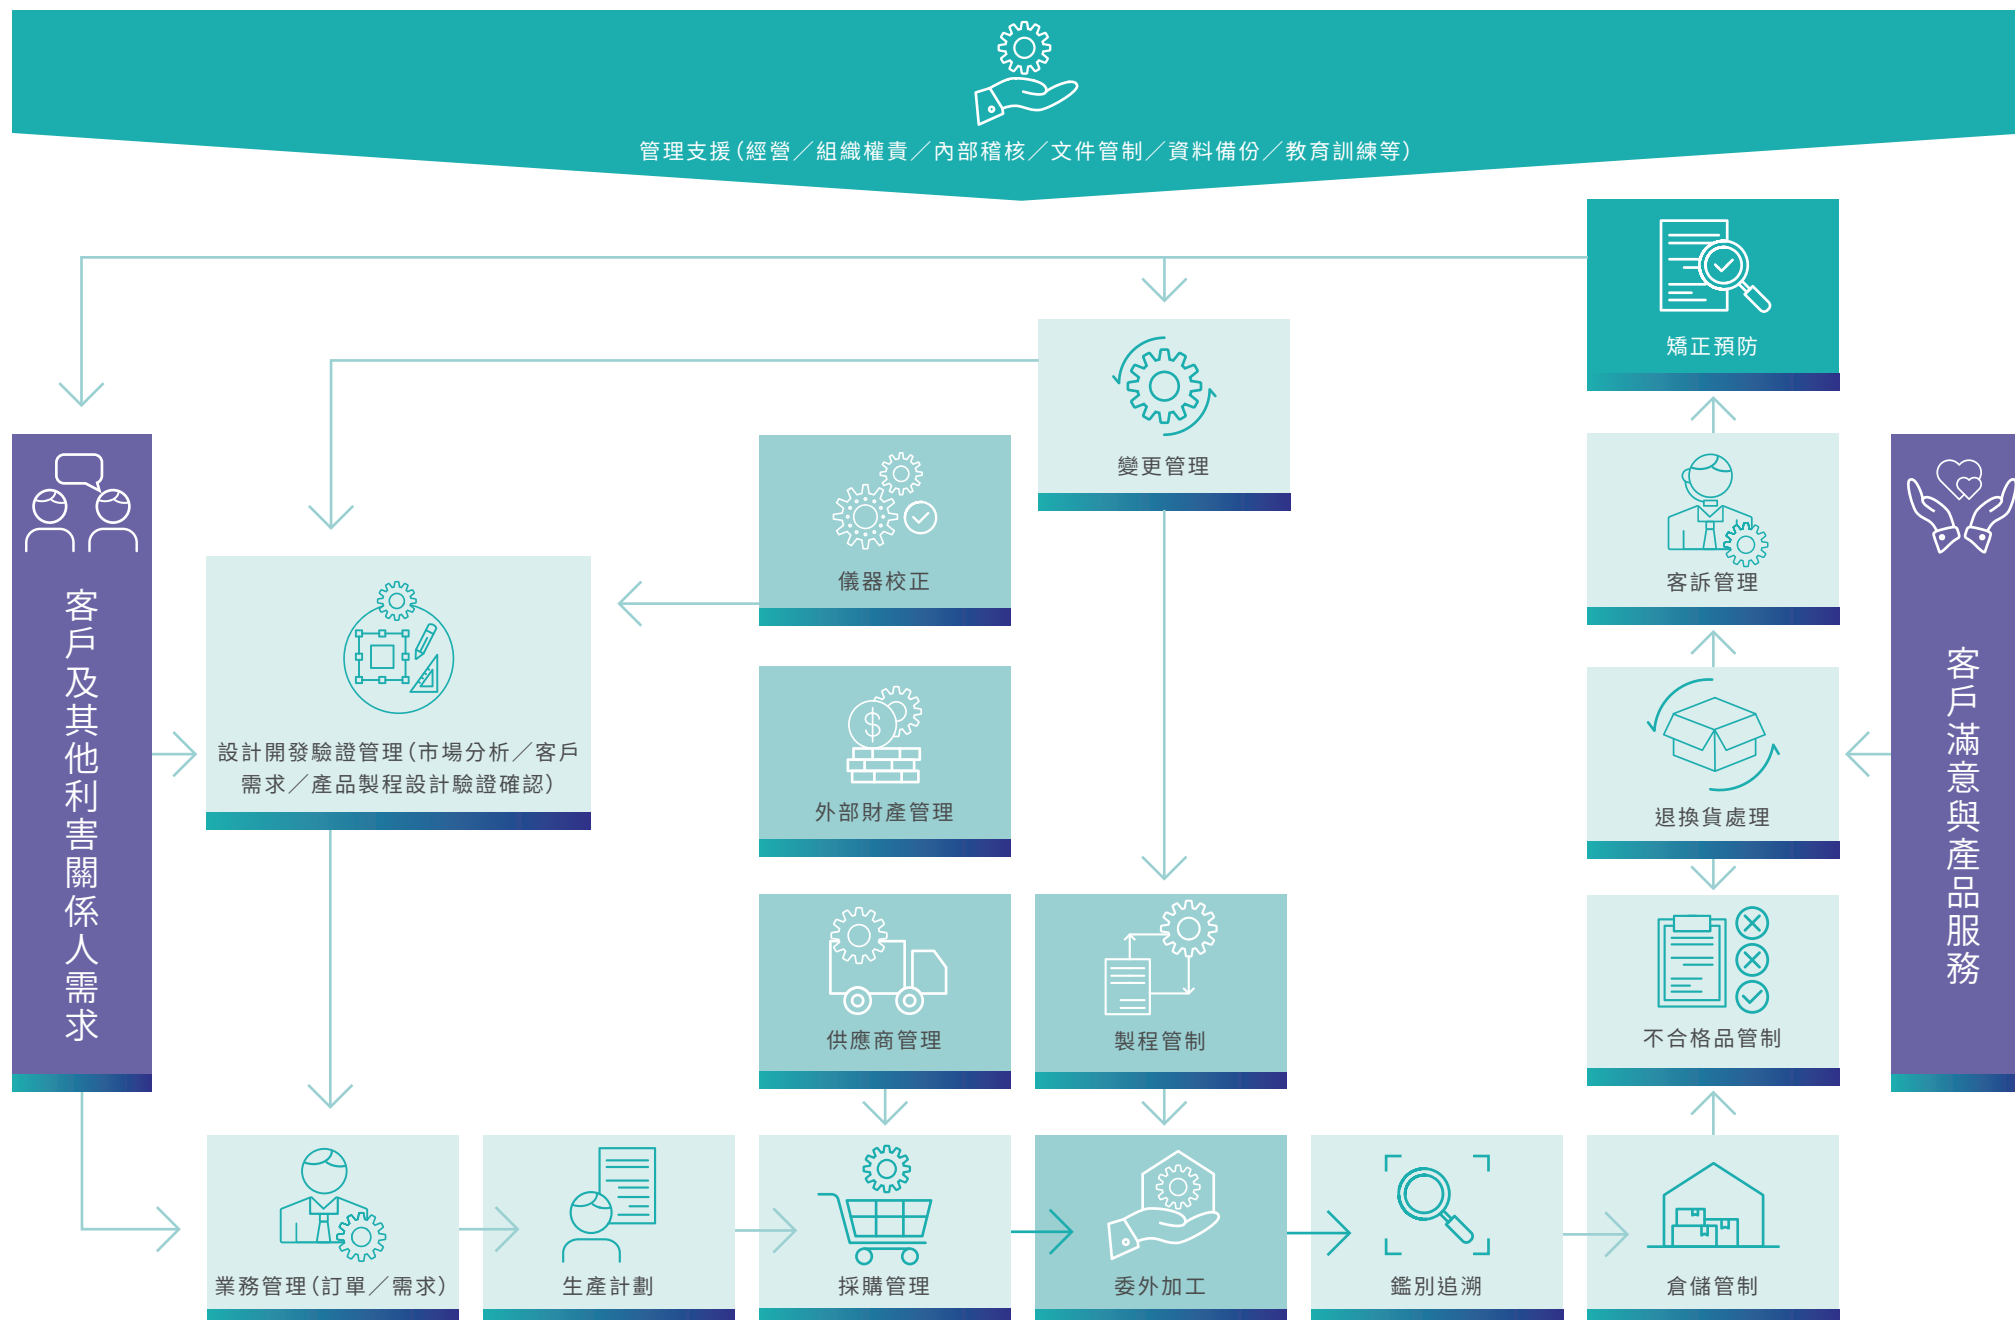 管理支援(經營／組織權責／內部稽核／文件管制／資料備份／教育訓練等)
矯正預防
變更管理
客戶及其他利害關係人需求
儀器校正
客訴管理
客戶滿意與產品服務
設計開發驗證管理(市場分析／客戶
需求／產品製程設計驗證確認)
外部財產管理
退換貨處理
供應商管理
製程管制
不合格品管制
業務管理(訂單／需求)
生產計劃
採購管理
委外加工
鑑別追溯
倉儲管制